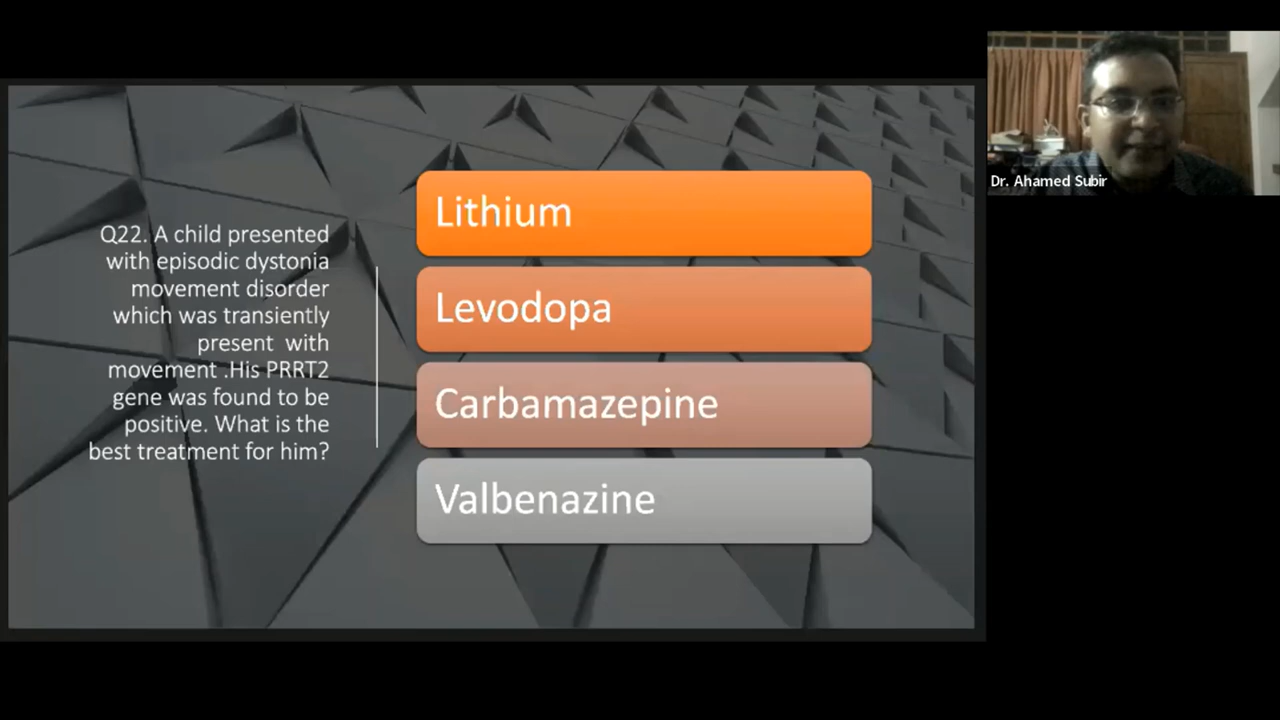 Q22. A child presented
with episodic dystonia
movement disorder
which was transiently
present with
movement .His PRRT2
gene was found to be
positive. What is the
best treatment for him?
Lithium
Levodopa
Carbamazepine
Valbenazine
Dr. Ahamed Subir